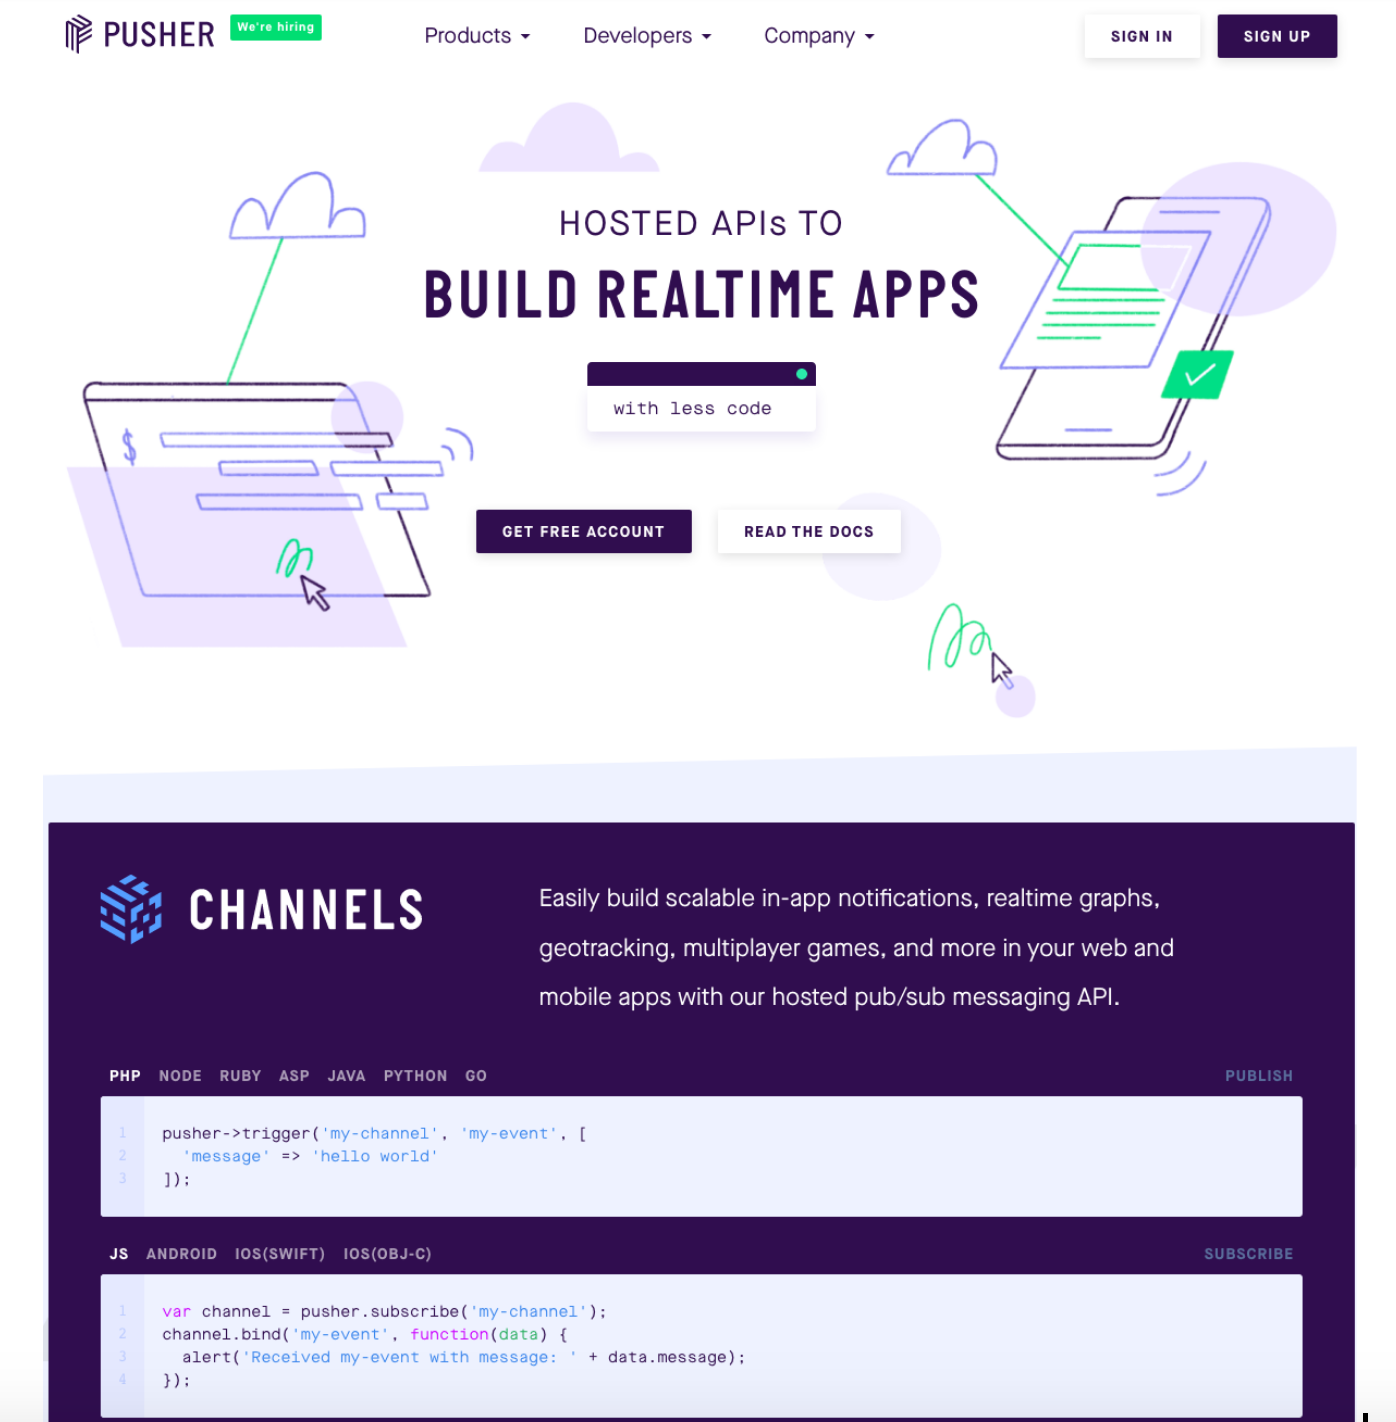 PUSHER We're hiring Products Developers Company SIGN IN SIGN UP
HOSTED APIs TO
BUILD REALTIME APPS
with less code
$
GET FREE ACCOUNT READ THE DOCS
CHANNELS
Easily build scalable in-app notifications, realtime graphs,
geotracking, multiplayer games, and more in your web and
mobile apps with our hosted pub/sub messaging API.
PHP NODE RUBY ASP JAVA PYTHON GO PUBLISH
1 pusher->trigger('my-channel', 'my-event', [
2   'message' => 'hello world'
3 ]);
JS ANDROID IOS(SWIFT) IOS(OBJ-C) SUBSCRIBE
1 var channel = pusher.subscribe('my-channel');
2 channel.bind('my-event', function(data) {
3   alert('Received my-event with message: ' + data.message);
4 });